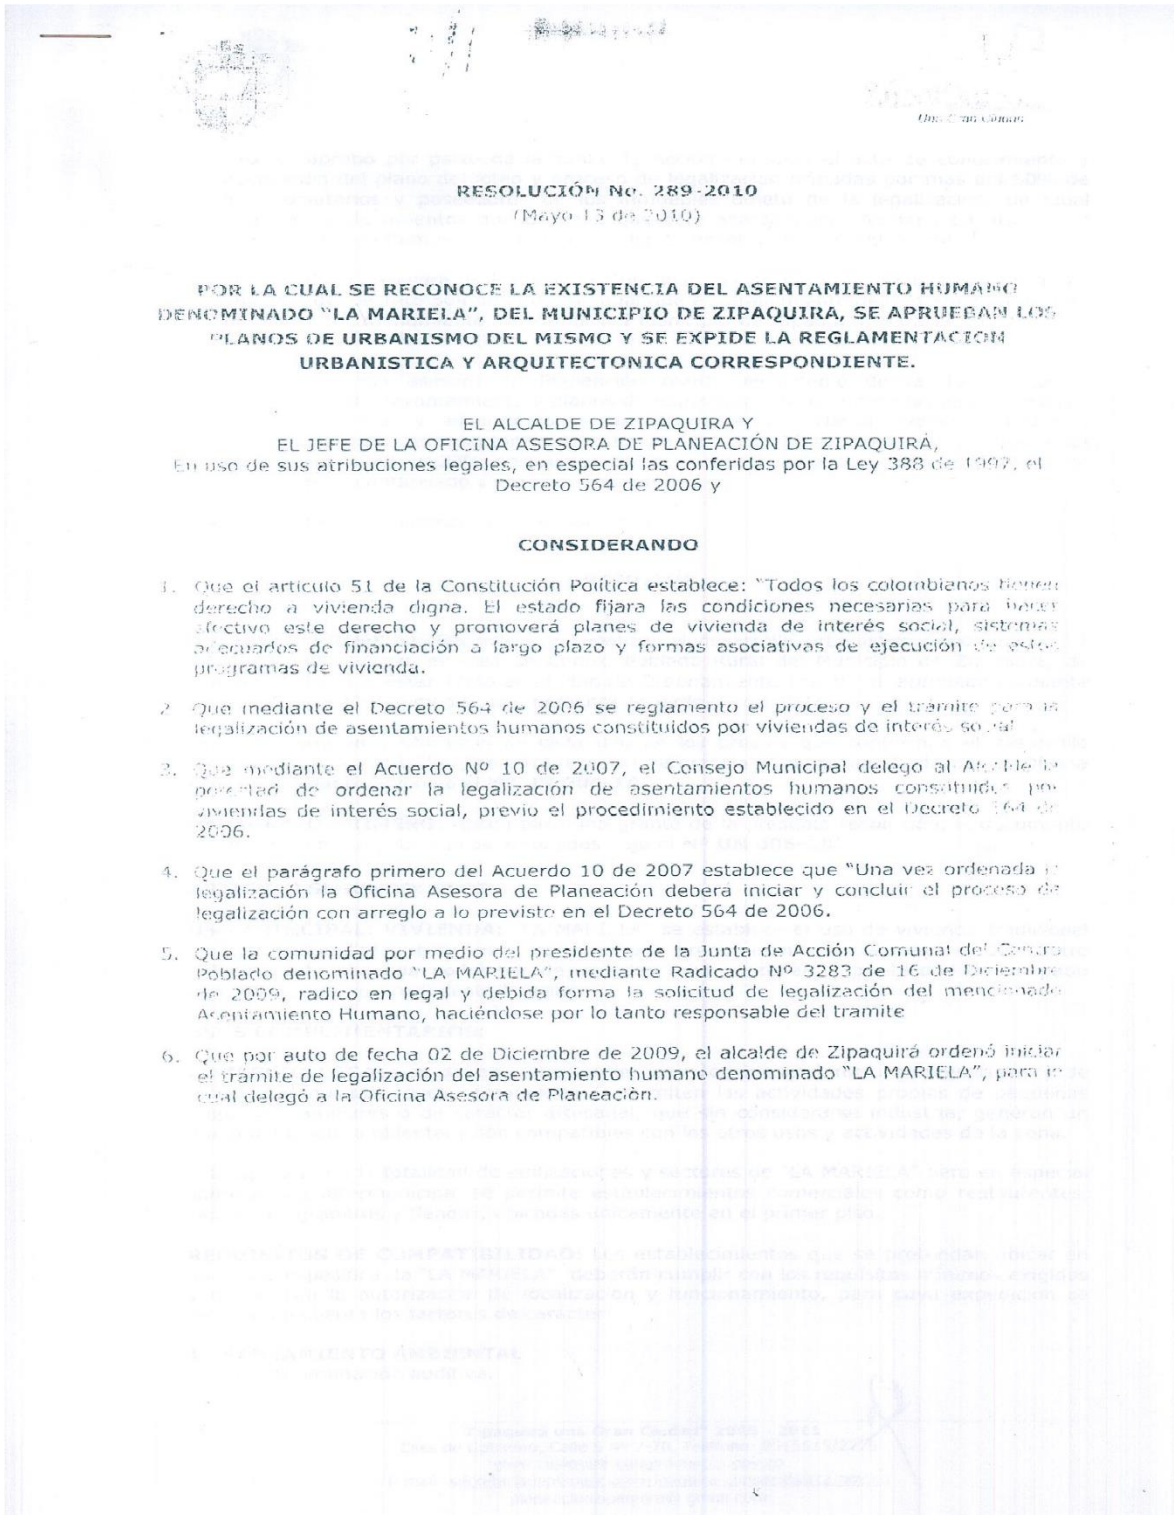 RESOLUCIÓN No. 289-2010
(Mayo 13 de 2010)
POR LA CUAL SE RECONOCE LA EXISTENCIA DEL ASENTAMIENTO HUMANO
DENOMINADO "LA MARIELA", DEL MUNICIPIO DE ZIPAQUIRA, SE APRUEBAN LOS
PLANOS DE URBANISMO DEL MISMO Y SE EXPIDE LA REGLAMENTACION
URBANISTICA Y ARQUITECTONICA CORRESPONDIENTE.
EL ALCALDE DE ZIPAQUIRA Y
EL JEFE DE LA OFICINA ASESORA DE PLANEACIÓN DE ZIPAQUIRÁ,
En uso de sus atribuciones legales, en especial las conferidas por la Ley 388 de 1997, el
Decreto 564 de 2006 y
CONSIDERANDO
1. Que el articulo 51 de la Constitución Política establece: "Todos los colombianos tienen
derecho a vivienda digna. El estado fijara las condiciones necesarias para hacer
efectivo este derecho y promoverá planes de vivienda de interés social, sistemas
adecuados de financiación a largo plazo y formas asociativas de ejecución de estos
programas de vivienda.
2 Que mediante el Decreto 564 de 2006 se reglamento el proceso y el tramite para la
legalización de asentamientos humanos constituidos por viviendas de interés social
3. Que mediante el Acuerdo Nº 10 de 2007, el Consejo Municipal delego al Alcalde la
potestad de ordenar la legalización de asentamientos humanos constituidos por
viviendas de interés social, previo el procedimiento establecido en el Decreto 564 de
2006.
4. Que el parágrafo primero del Acuerdo 10 de 2007 establece que "Una vez ordenada la
legalización la Oficina Asesora de Planeación deberá iniciar y concluir el proceso de
legalización con arreglo a lo previsto en el Decreto 564 de 2006.
5. Que la comunidad por medio del presidente de la Junta de Acción Comunal del Centro
Poblado denominado "LA MARIELA", mediante Radicado Nº 3283 de 16 de Diciembre
de 2009, radico en legal y debida forma la solicitud de legalización del mencionado
Asentamiento Humano, haciéndose por lo tanto responsable del tramite
6. Que por auto de fecha 02 de Diciembre de 2009, el alcalde de Zipaquirá ordenó iniciar
el trámite de legalización del asentamiento humano denominado "LA MARIELA", para lo
cual delegó a la Oficina Asesora de Planeación.